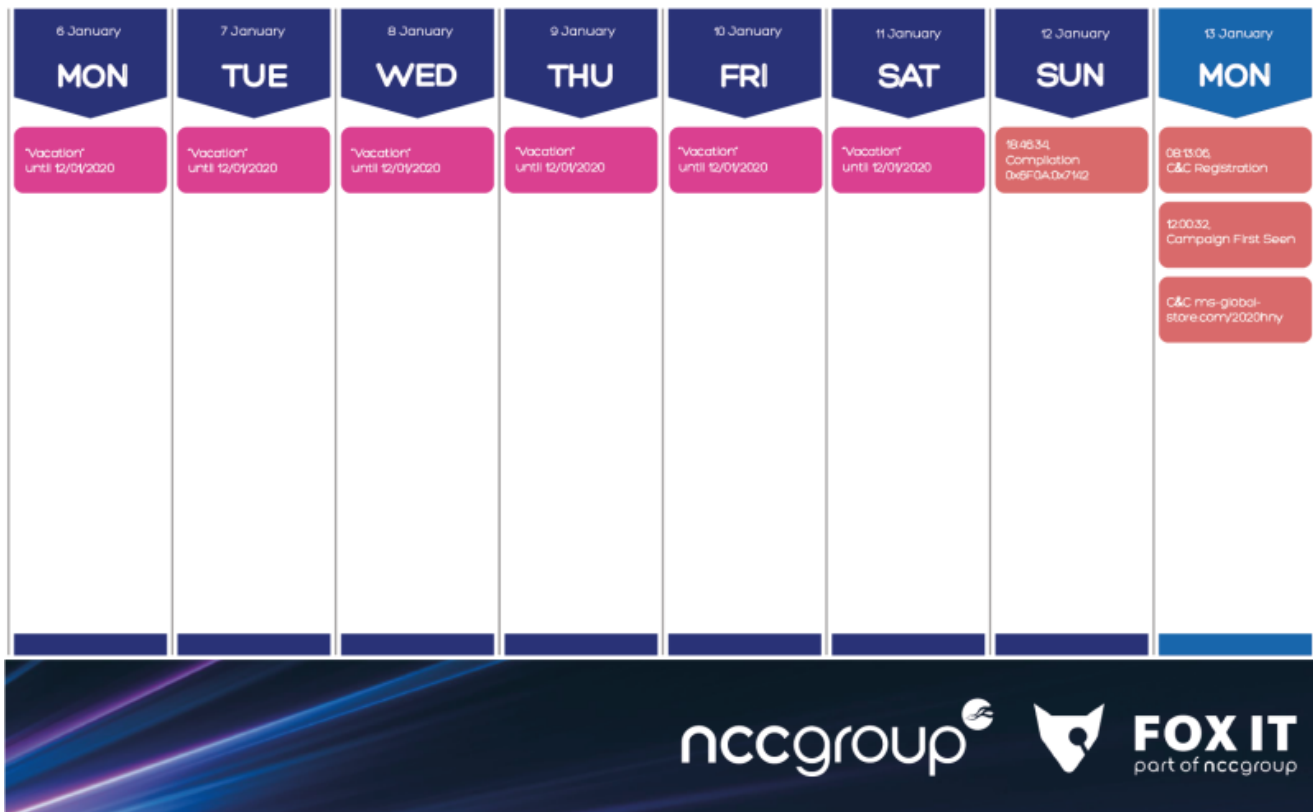 6 January
MON
"Vacation"
until 12/01/2020
7 January
TUE
"Vacation"
until 12/01/2020
8 January
WED
"Vacation"
until 12/01/2020
9 January
THU
"Vacation"
until 12/01/2020
10 January
FRI
"Vacation"
until 12/01/2020
11 January
SAT
"Vacation"
until 12/01/2020
12 January
SUN
18:46:34,
Compilation
0x6F0A:0x7142
13 January
MON
08:13:06,
C&C Registration
12:00:32,
Campaign First Seen
C&C ms-global-
store.com/2020hny
nccgroup
FOX IT
part of nccgroup